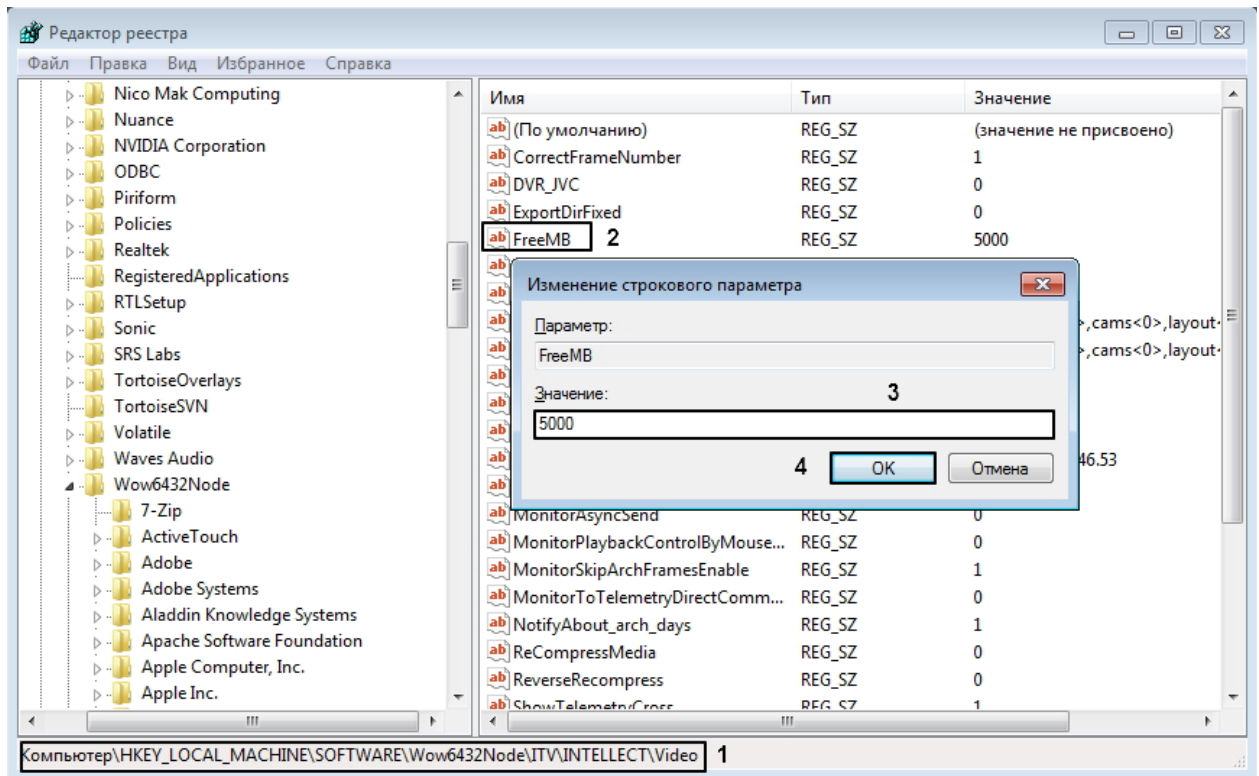 Редактор реестра
Файл Правка Вид Избранное Справка
Nico Mak Computing
Nuance
NVIDIA Corporation
ODBC
Piriform
Policies
Realtek
RegisteredApplications
RTLSetup
Sonic
SRS Labs
TortoiseOverlays
TortoiseSVN
Volatile
Waves Audio
Wow6432Node
7-Zip
ActiveTouch
Adobe
Adobe Systems
Aladdin Knowledge Systems
Apache Software Foundation
Apple Computer, Inc.
Apple Inc.
Имя Тип Значение
(По умолчанию) REG_SZ (значение не присвоено)
CorrectFrameNumber REG_SZ 1
DVR_JVC REG_SZ 0
ExportDirFixed REG_SZ 0
FreeMB 2 REG_SZ 5000
>,cams<0>,layout
>,cams<0>,layout
46.53
Изменение строкового параметра
Параметр:
FreeMB
Значение: 3
5000
4 OK Отмена
MonitorAsyncSend REG_SZ 0
MonitorPlaybackControlByMouse... REG_SZ 0
MonitorSkipArchFramesEnable REG_SZ 1
MonitorToTelemetryDirectComm... REG_SZ 0
NotifyAbout_arch_days REG_SZ 1
ReCompressMedia REG_SZ 0
ReverseRecompress REG_SZ 0
ShowTelemetryCross REG_SZ 1
Компьютер\HKEY_LOCAL_MACHINE\SOFTWARE\Wow6432Node\ITV\INTELLECT\Video 1